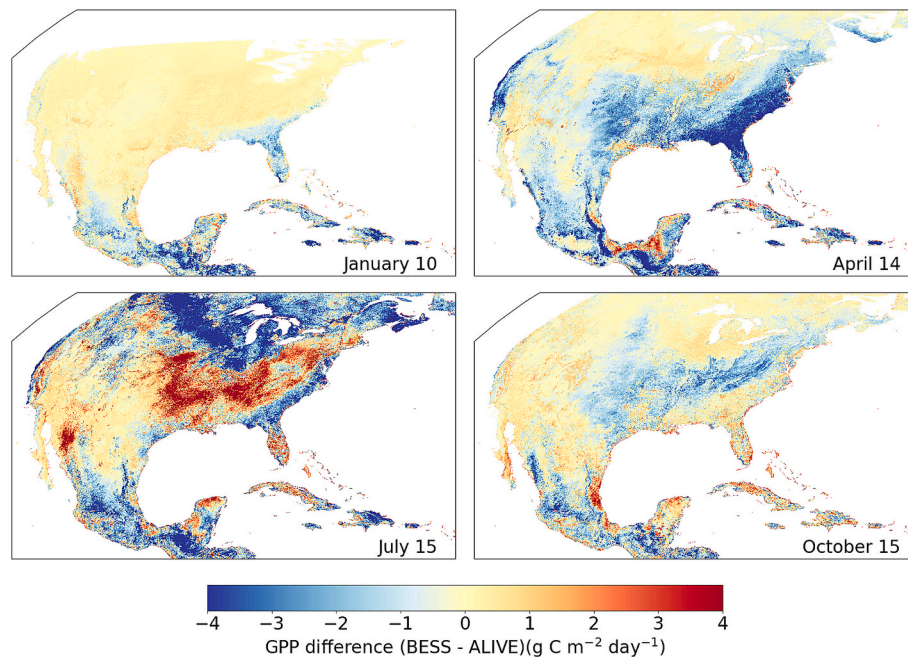 January 10
April 14
July 15
October 15
−4 −3 −2 −1 0 1 2 3 4
GPP difference (BESS - ALIVE)(g C m⁻² day⁻¹)